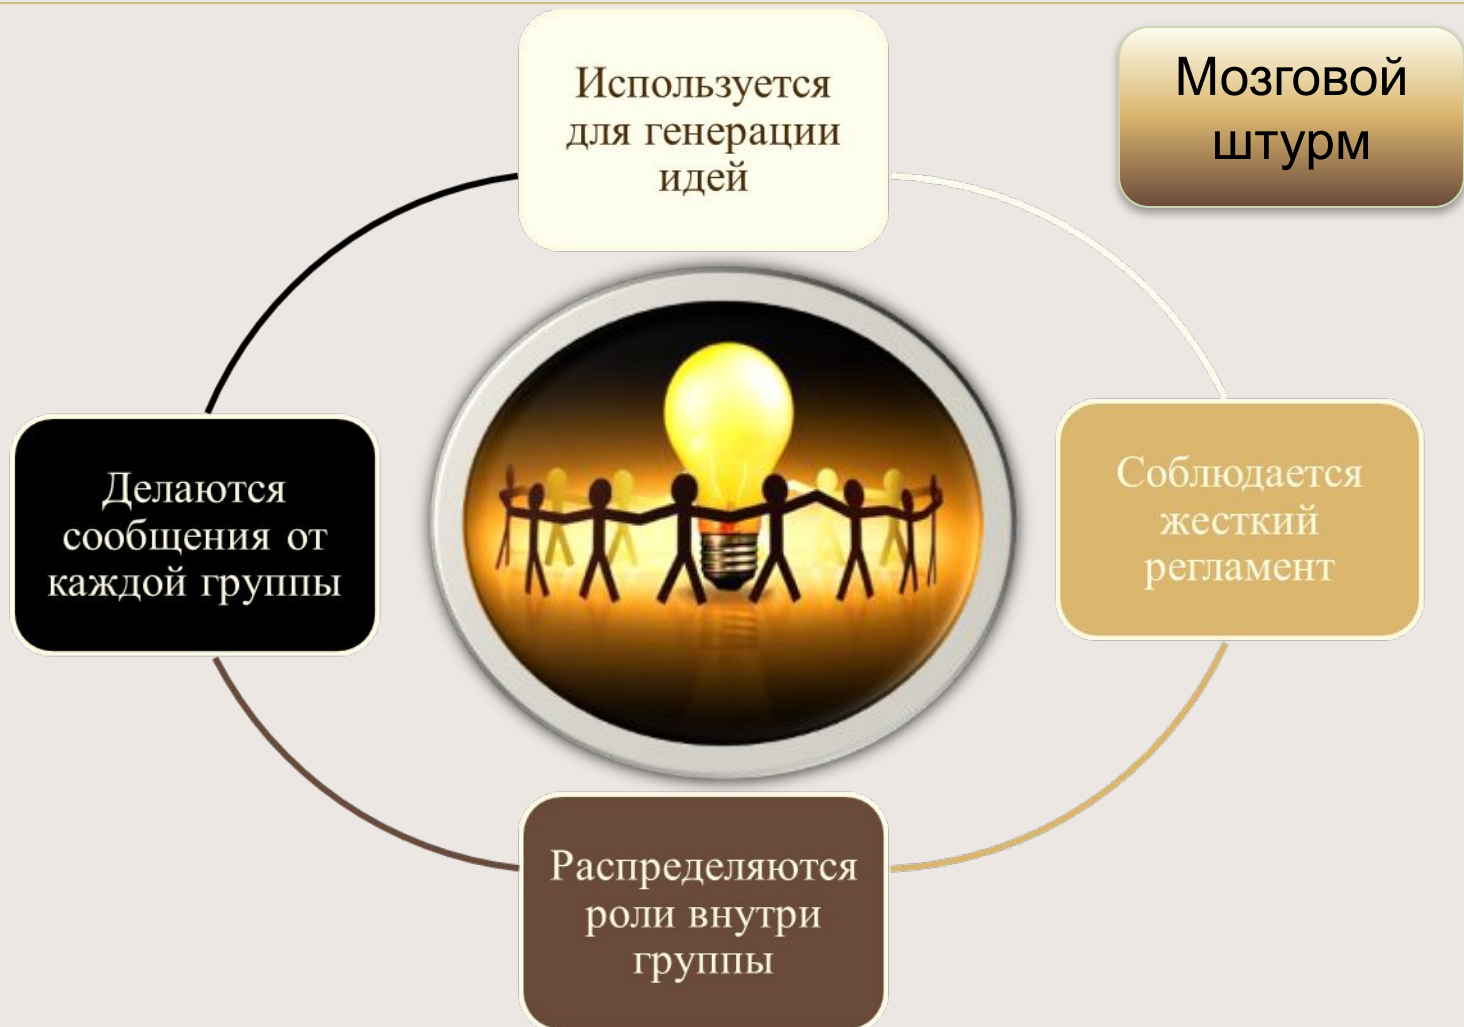 Мозговой
штурм
Используется
для генерации
идей
Соблюдается
жесткий
регламент
Распределяются
роли внутри
группы
Делаются
сообщения от
каждой группы